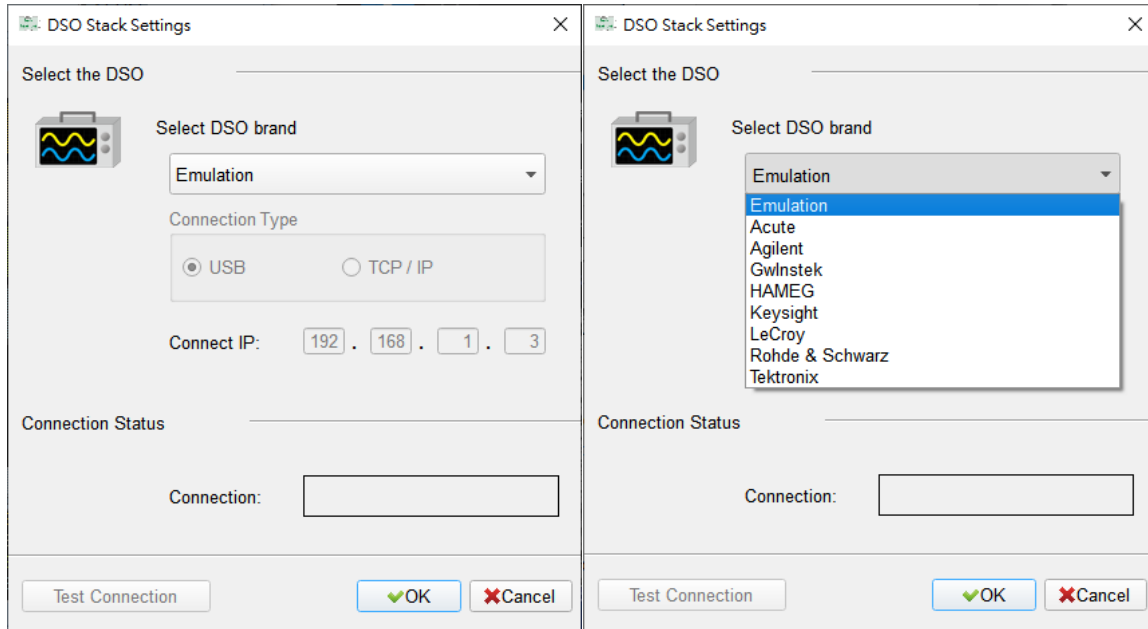 DSO Stack Settings
Select the DSO
Select DSO brand
Emulation
Connection Type
USB TCP / IP
Connect IP: 192 . 168 . 1 . 3
Connection Status
Connection:
Test Connection OK Cancel
DSO Stack Settings
Select the DSO
Select DSO brand
Emulation
Emulation
Acute
Agilent
GwInstek
HAMEG
Keysight
LeCroy
Rohde & Schwarz
Tektronix
Connection Status
Connection:
Test Connection OK Cancel